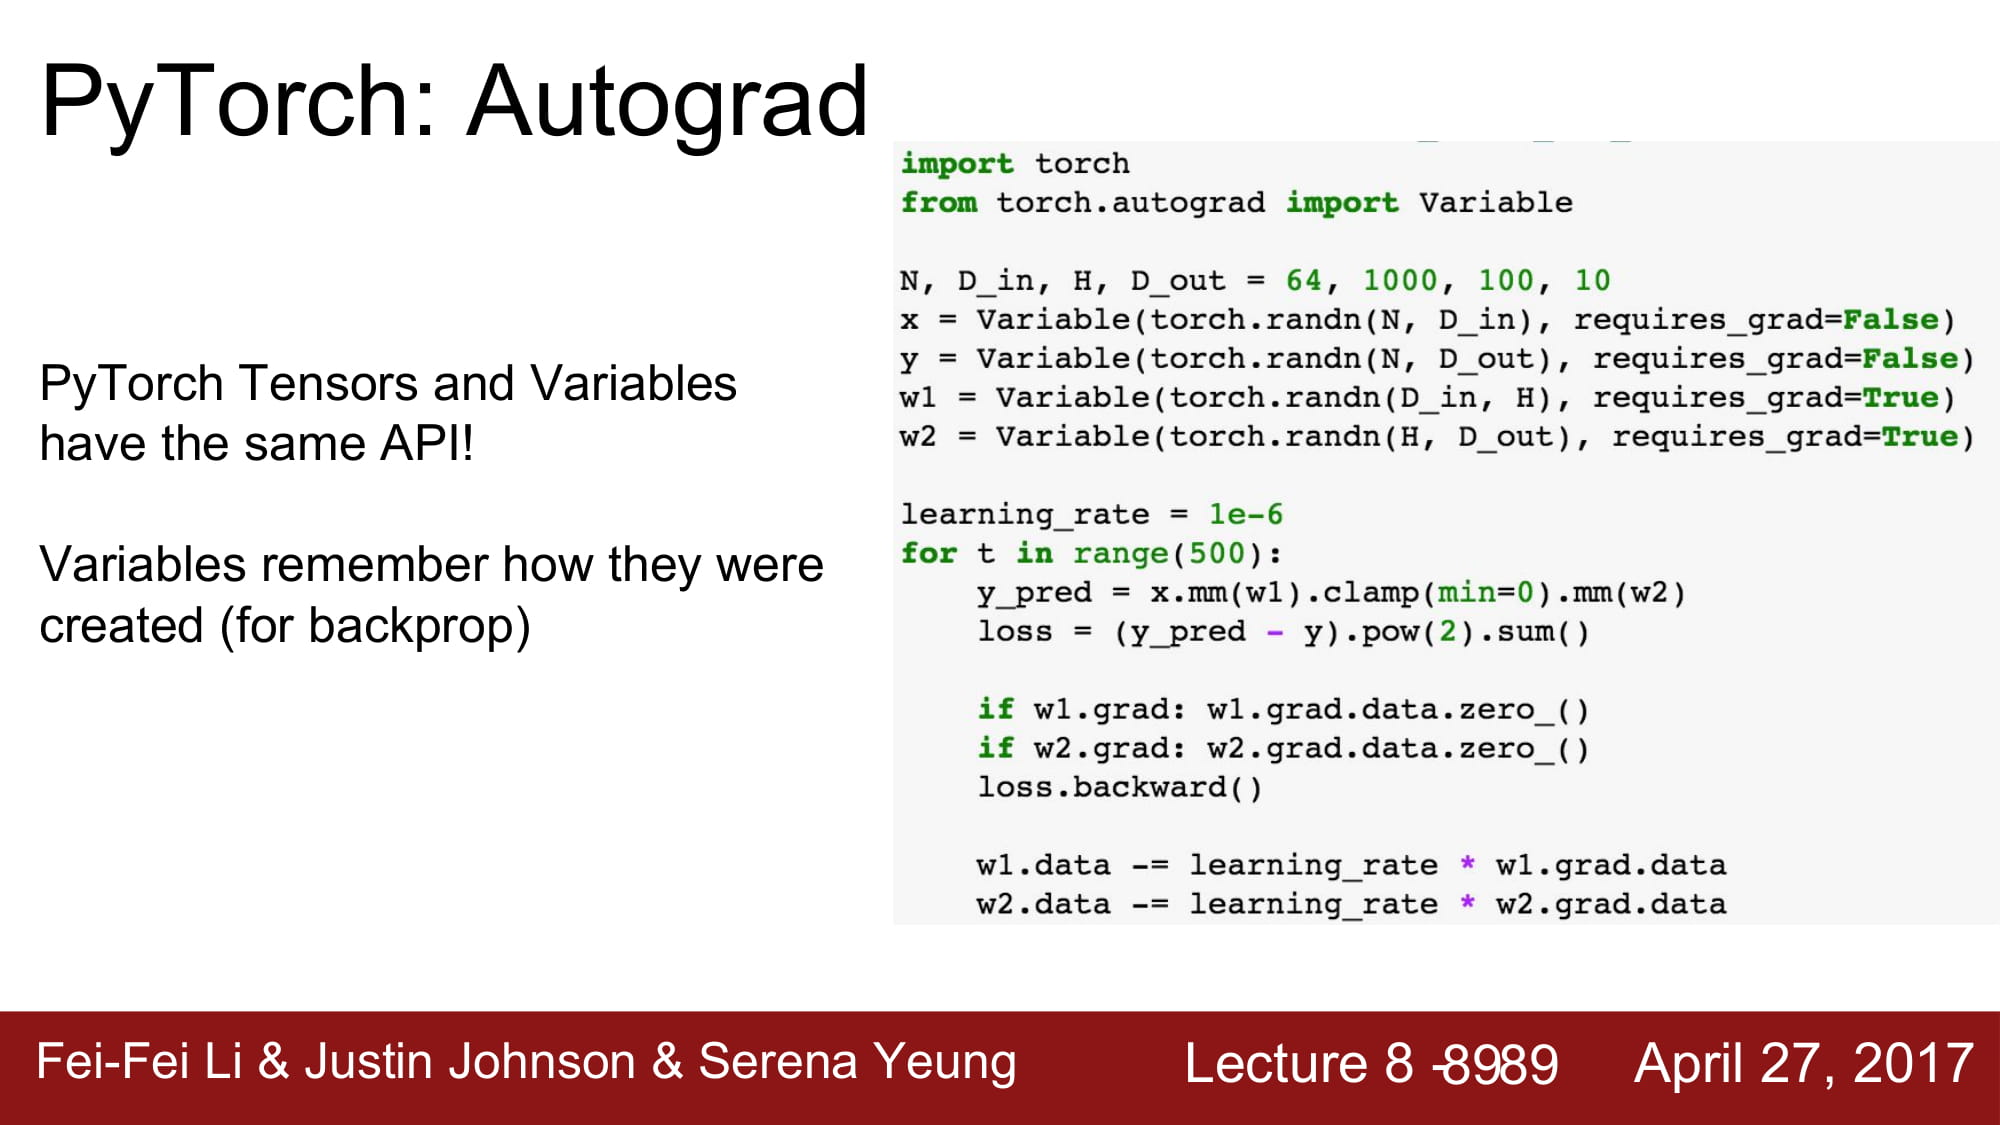 PyTorch: Autograd
PyTorch Tensors and Variables
have the same API!
Variables remember how they were
created (for backprop)
import torch
from torch.autograd import Variable
N, D_in, H, D_out = 64, 1000, 100, 10
x = Variable(torch.randn(N, D_in), requires_grad=False)
y = Variable(torch.randn(N, D_out), requires_grad=False)
w1 = Variable(torch.randn(D_in, H), requires_grad=True)
w2 = Variable(torch.randn(H, D_out), requires_grad=True)
learning_rate = 1e-6
for t in range(500):
    y_pred = x.mm(w1).clamp(min=0).mm(w2)
    loss = (y_pred - y).pow(2).sum()
    if w1.grad: w1.grad.data.zero_()
    if w2.grad: w2.grad.data.zero_()
    loss.backward()
    w1.data -= learning_rate * w1.grad.data
    w2.data -= learning_rate * w2.grad.data
Fei-Fei Li & Justin Johnson & Serena Yeung Lecture 8 -8989 April 27, 2017